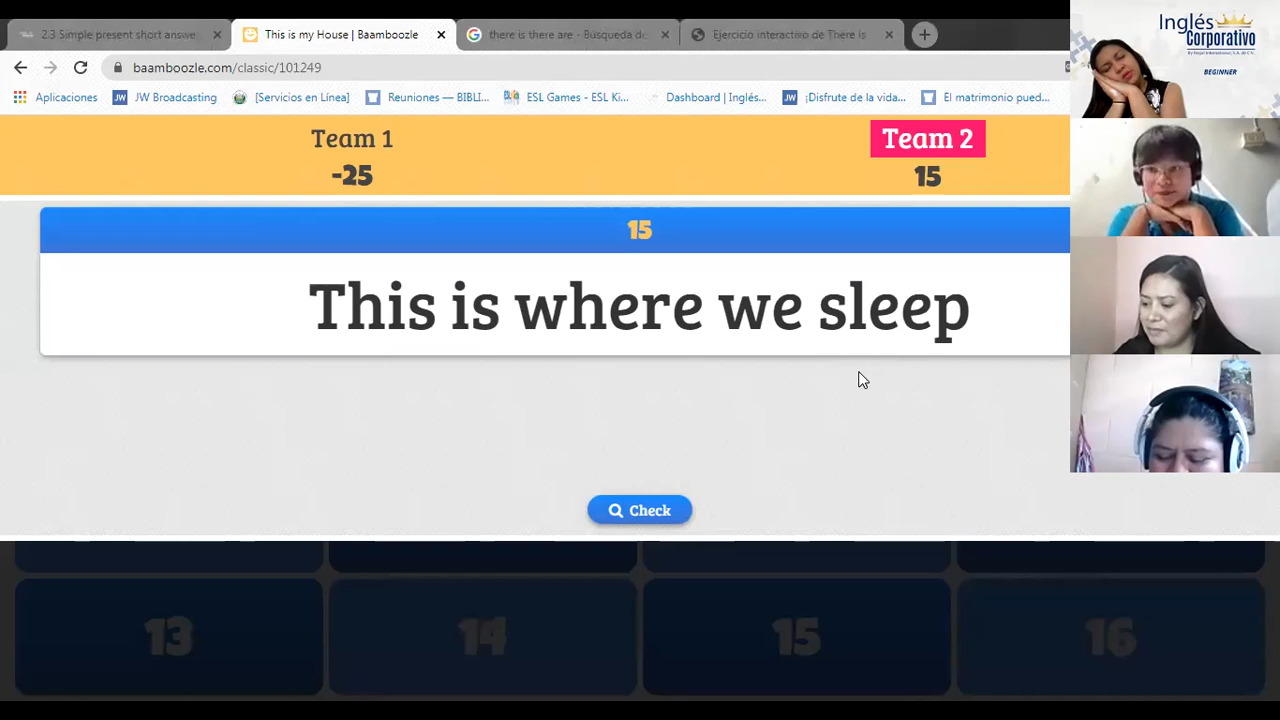 2.3 Simple present short answe
This is my House | Baamboozle
there is there are - Búsqueda de
Ejercicio interactivo de There is
baamboozle.com/classic/101249
Aplicaciones
JW Broadcasting
[Servicios en Línea]
Reuniones — BIBLI...
ESL Games - ESL Ki...
Dashboard | Inglés...
¡Disfrute de la vida...
El matrimonio pued...
Inglés
Corporativo
BEGINNER
Team 1
-25
Team 2
15
15
This is where we sleep
Check
13
14
15
16